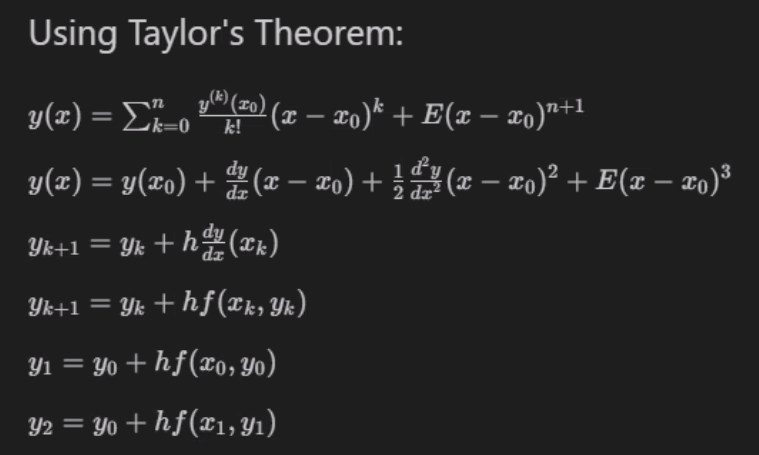 Using Taylor's Theorem:
y(x) = ∑_{k=0}^{n} \frac{y^{(k)}(x_0)}{k!}(x − x_0)^k + E(x − x_0)^{n+1}
y(x) = y(x_0) + \frac{dy}{dx}(x − x_0) + \frac{1}{2}\frac{d^2y}{dx^2}(x − x_0)^2 + E(x − x_0)^3
y_{k+1} = y_k + h\frac{dy}{dx}(x_k)
y_{k+1} = y_k + hf(x_k, y_k)
y_1 = y_0 + hf(x_0, y_0)
y_2 = y_0 + hf(x_1, y_1)